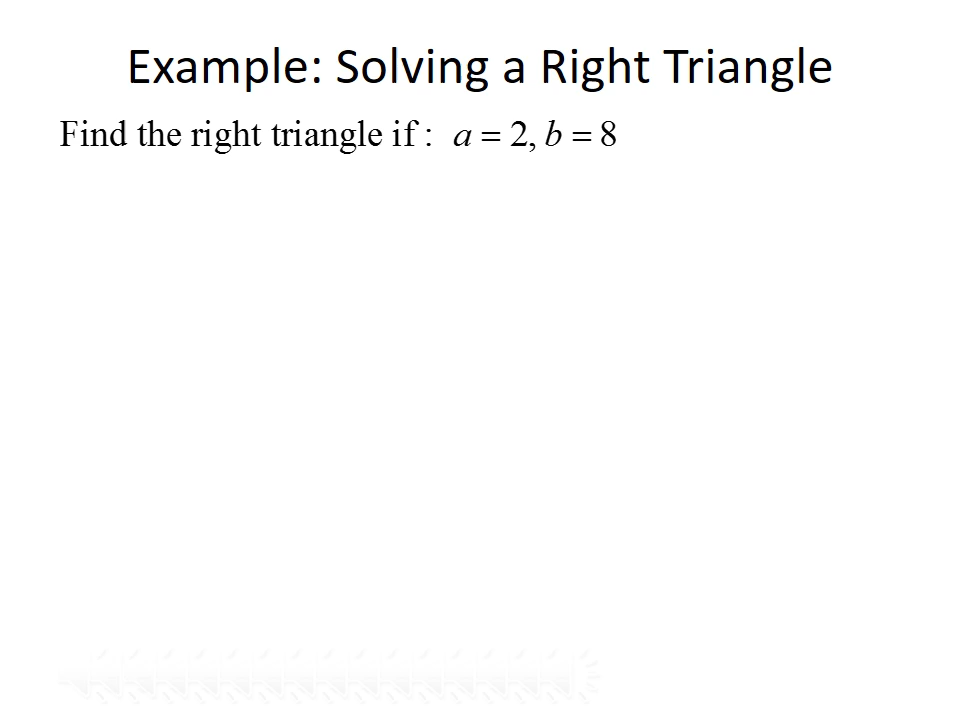 Example: Solving a Right Triangle
Find the right triangle if : a = 2, b = 8